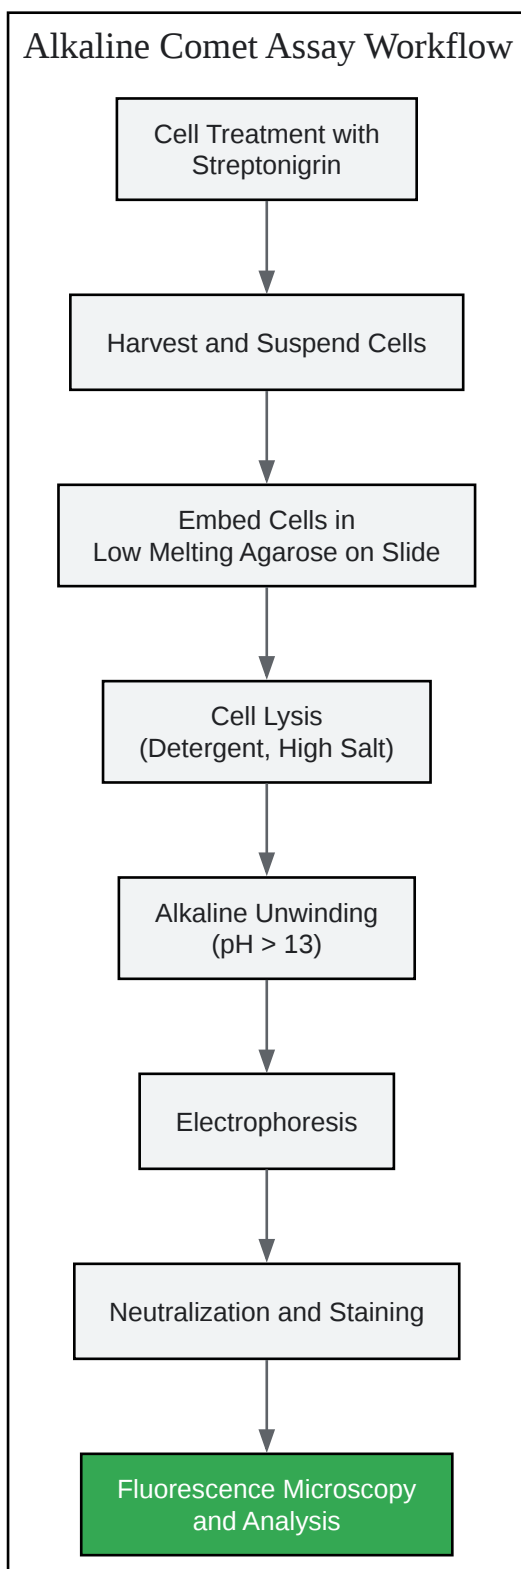 Alkaline Comet Assay Workflow
Cell Treatment with
Streptonigrin
Harvest and Suspend Cells
Embed Cells in
Low Melting Agarose on Slide
Cell Lysis
(Detergent, High Salt)
Alkaline Unwinding
(pH > 13)
Electrophoresis
Neutralization and Staining
Fluorescence Microscopy
and Analysis